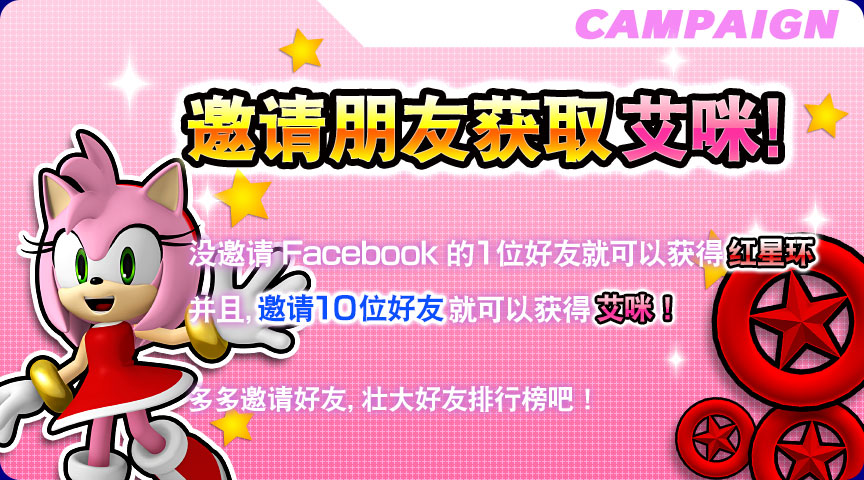 CAMPAIGN
邀请朋友获取艾咪!
没邀请 Facebook 的1位好友就可以获得红星环
并且, 邀请10位好友就可以获得 艾咪！
多多邀请好友, 壮大好友排行榜吧！